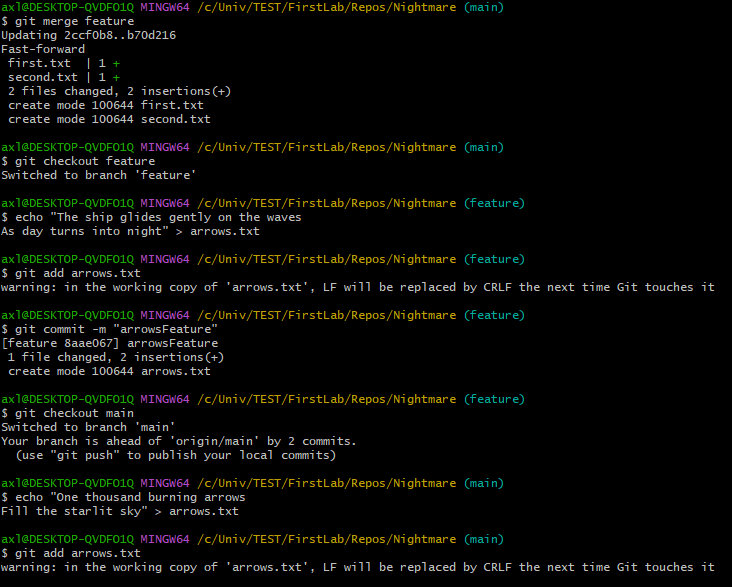 axl@DESKTOP-QVDFO1Q MINGW64 /c/Univ/TEST/FirstLab/Repos/Nightmare (main)
$ git merge feature
Updating 2ccf0b8..b70d216
Fast-forward
 first.txt  | 1 +
 second.txt | 1 +
 2 files changed, 2 insertions(+)
 create mode 100644 first.txt
 create mode 100644 second.txt

axl@DESKTOP-QVDFO1Q MINGW64 /c/Univ/TEST/FirstLab/Repos/Nightmare (main)
$ git checkout feature
Switched to branch 'feature'

axl@DESKTOP-QVDFO1Q MINGW64 /c/Univ/TEST/FirstLab/Repos/Nightmare (feature)
$ echo "The ship glides gently on the waves
As day turns into night" > arrows.txt

axl@DESKTOP-QVDFO1Q MINGW64 /c/Univ/TEST/FirstLab/Repos/Nightmare (feature)
$ git add arrows.txt
warning: in the working copy of 'arrows.txt', LF will be replaced by CRLF the next time Git touches it

axl@DESKTOP-QVDFO1Q MINGW64 /c/Univ/TEST/FirstLab/Repos/Nightmare (feature)
$ git commit -m "arrowsFeature"
[feature 8aae067] arrowsFeature
 1 file changed, 2 insertions(+)
 create mode 100644 arrows.txt

axl@DESKTOP-QVDFO1Q MINGW64 /c/Univ/TEST/FirstLab/Repos/Nightmare (feature)
$ git checkout main
Switched to branch 'main'
Your branch is ahead of 'origin/main' by 2 commits.
  (use "git push" to publish your local commits)

axl@DESKTOP-QVDFO1Q MINGW64 /c/Univ/TEST/FirstLab/Repos/Nightmare (main)
$ echo "One thousand burning arrows
Fill the starlit sky" > arrows.txt

axl@DESKTOP-QVDFO1Q MINGW64 /c/Univ/TEST/FirstLab/Repos/Nightmare (main)
$ git add arrows.txt
warning: in the working copy of 'arrows.txt', LF will be replaced by CRLF the next time Git touches it